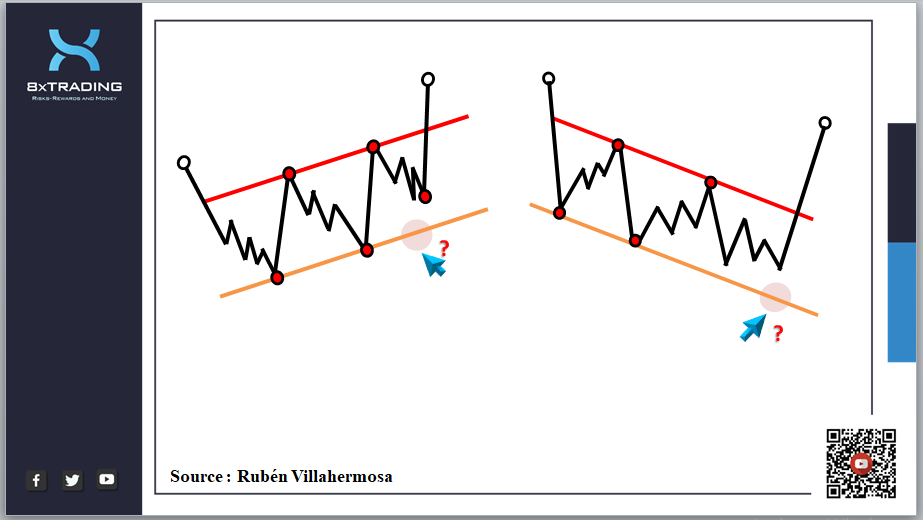 8XTRADING
RISKS-REWARDS AND MONEY
?
?
Source : Rubén Villahermosa